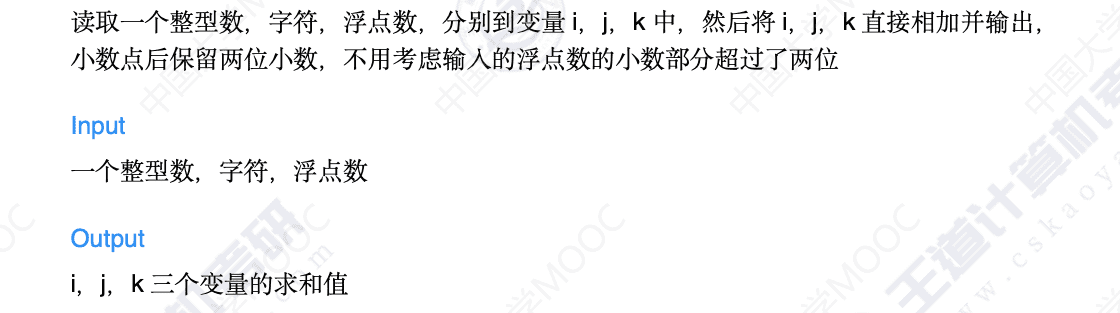 读取一个整型数，字符，浮点数，分别到变量 i，j，k 中，然后将 i，j，k 直接相加并输出，
小数点后保留两位小数，不用考虑输入的浮点数的小数部分超过了两位
Input
一个整型数，字符，浮点数
Output
i，j，k 三个变量的求和值